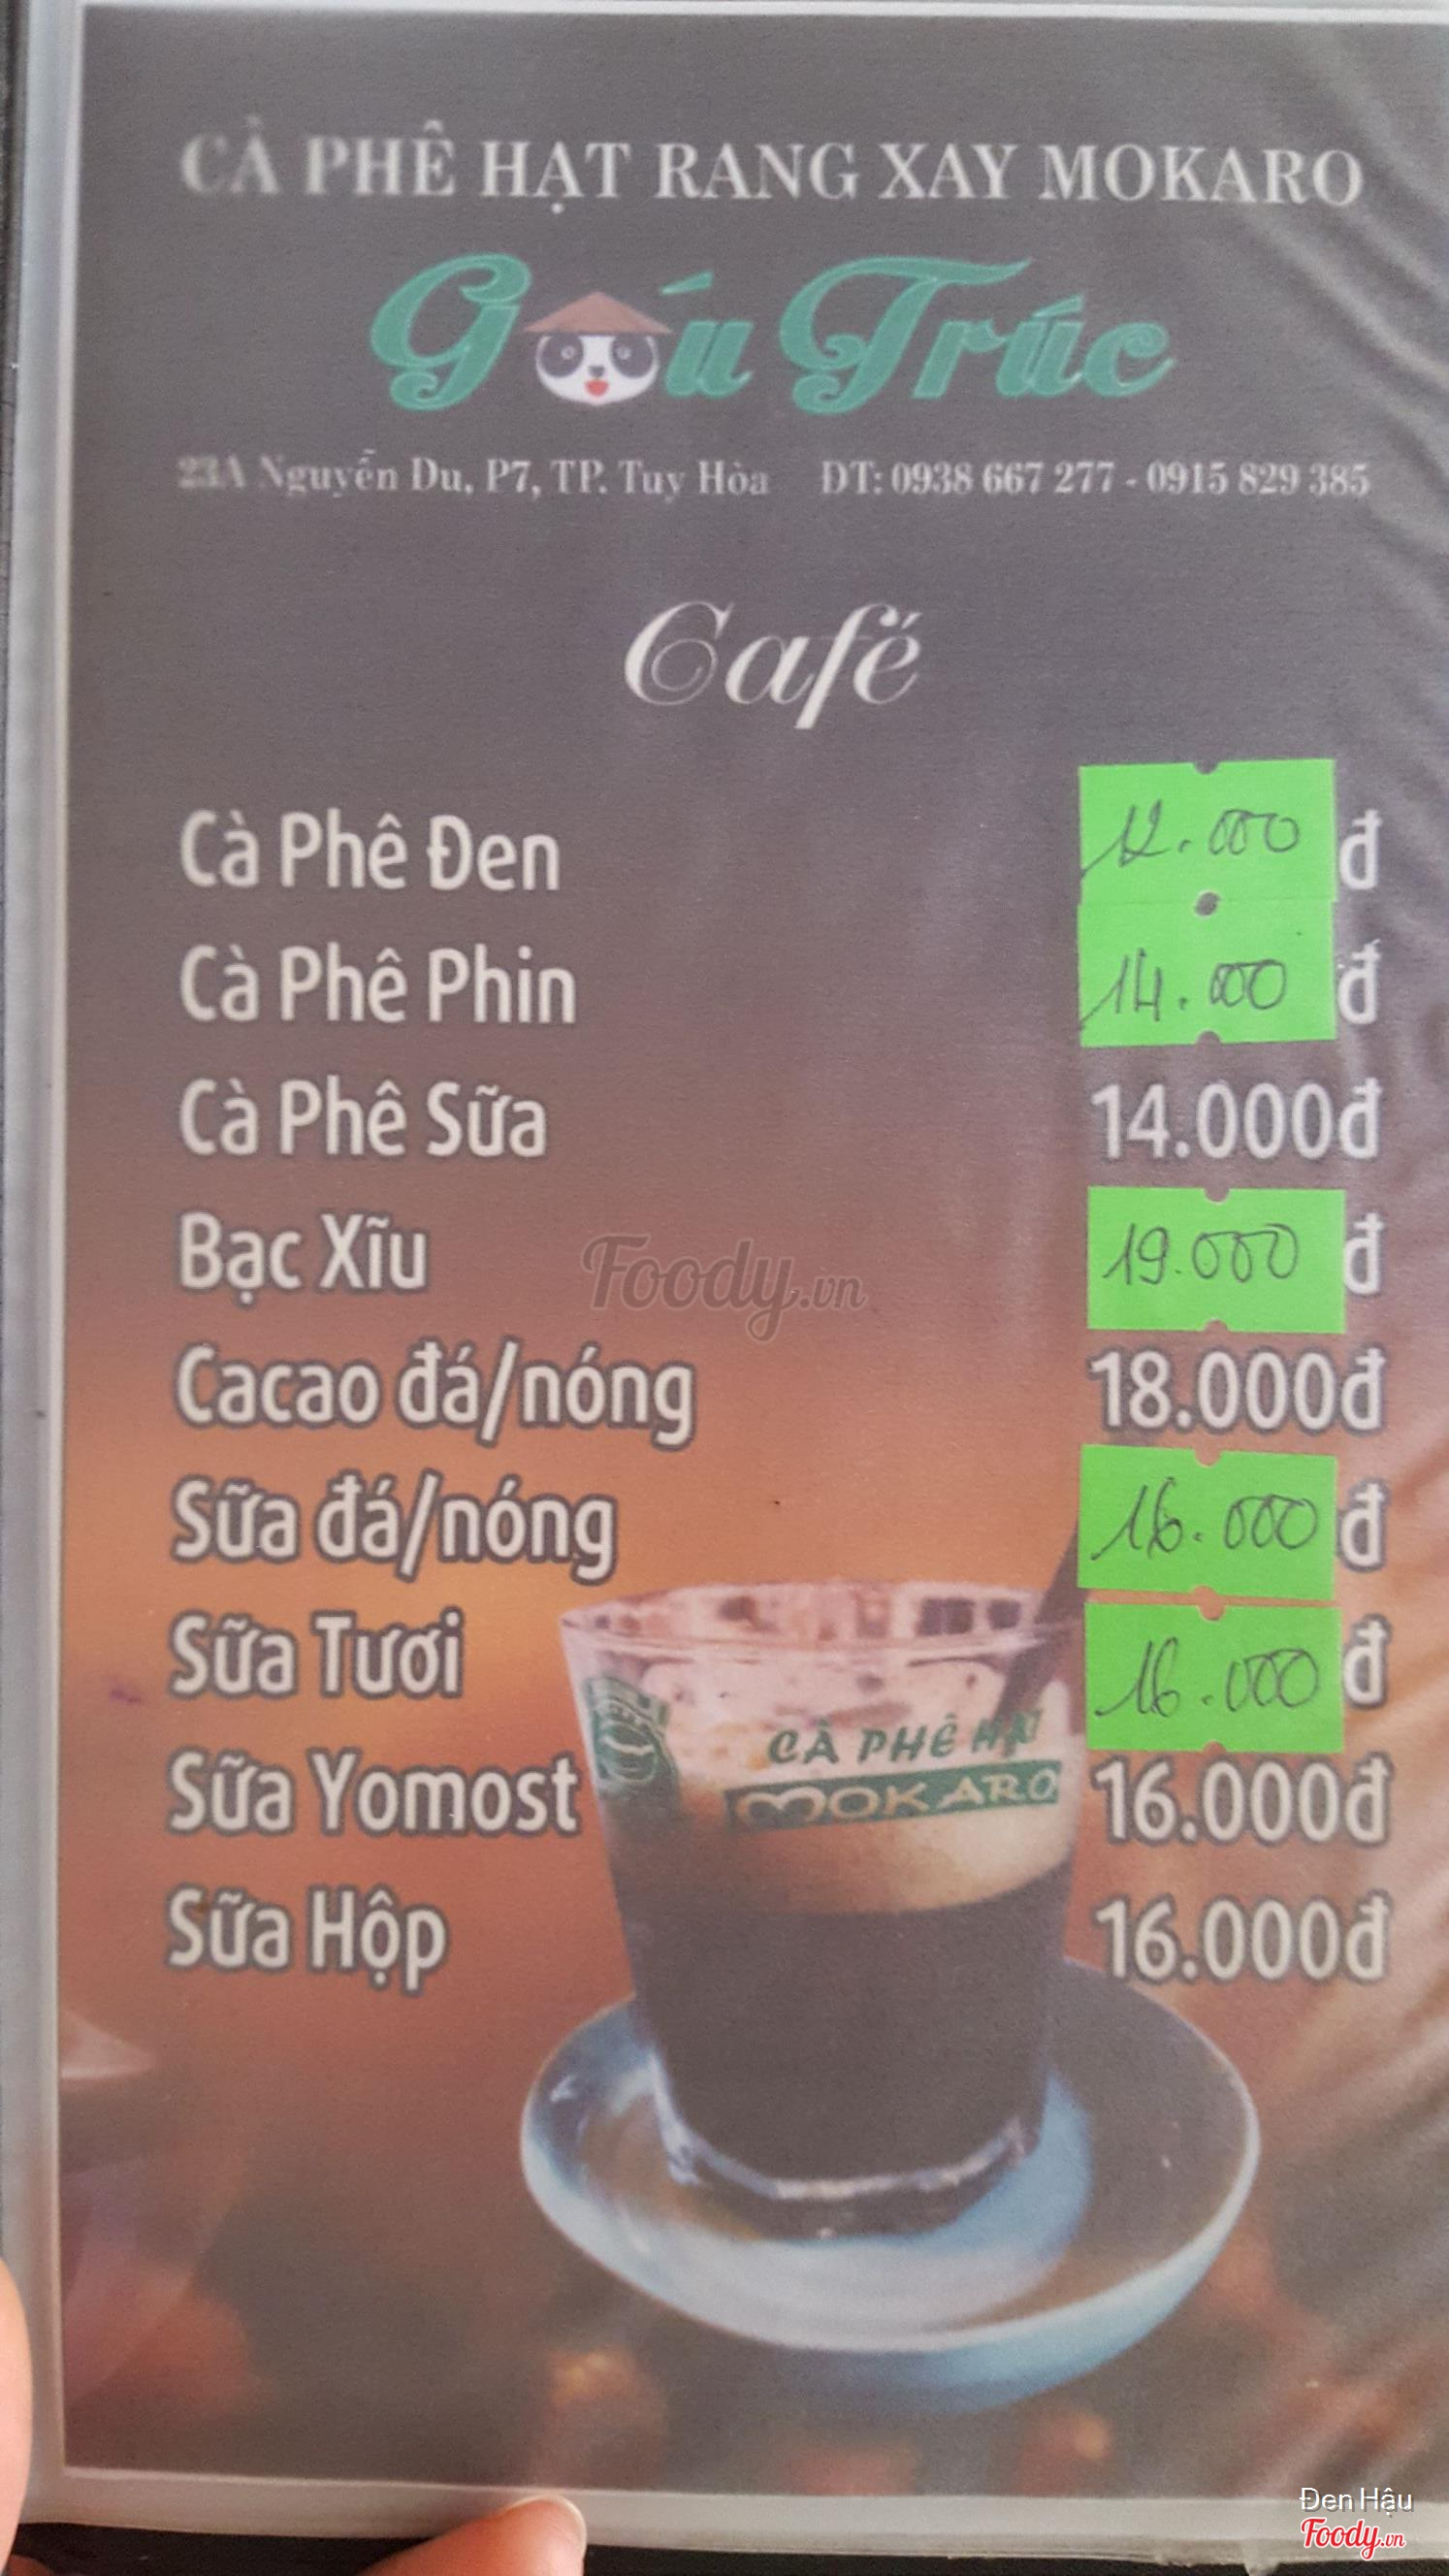 CÀ PHÊ HẠT RANG XAY MOKARO
Gấu Trúc
23A Nguyễn Du, P7, TP. Tuy Hòa ĐT: 0938 667 277 - 0915 829 385
Café
Cà Phê Đen 12.000 đ
Cà Phê Phin 14.000 đ
Cà Phê Sữa 14.000đ
Bạc Xĩu 19.000 đ
Foody.vn
Cacao đá/nóng 18.000đ
Sữa đá/nóng 16.000 đ
Sữa Tươi 16.000 đ
CÀ PHÊ HẠT
MOKARO
Sữa Yomost 16.000đ
Sữa Hộp 16.000đ
Đen Hậu
Foody.vn